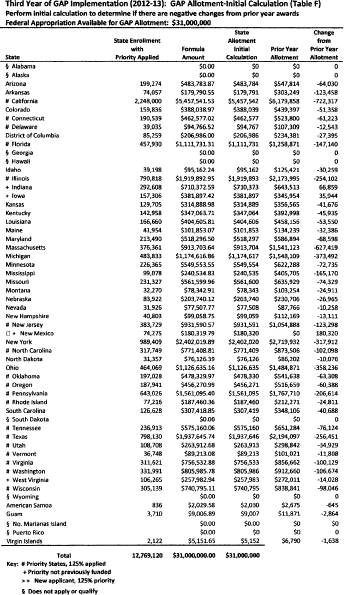 Third Year of GAP Implementation (2012-13): GAP Allotment-Initial Calculation (Table F)
Perform initial calculation to determine if there are negative changes from prior year awards
Federal Appropriation Available for GAP Allotment: $31,000,000
State State Enrollment with Priority Applied Formula Amount State Allotment Initial Calculation Prior Year Allotment Change from Prior Year Allotment
§ Alabama $0.00 $0 $0 0
§ Alaska $0.00 $0 $0 0
Arizona 199,274 $483,783.87 $483,784 $547,814 -64,030
Arkansas 74,057 $179,790.55 $179,791 $303,249 -123,458
# California 2,248,000 $5,457,541.53 $5,457,542 $6,179,858 -722,317
Colorado 159,836 $388,038.97 $388,039 $439,397 -51,358
# Connecticut 190,539 $462,577.02 $462,577 $523,800 -61,223
# Delaware 39,035 $94,766.52 $94,767 $107,309 -12,543
District of Columbia 85,259 $206,986.00 $206,986 $234,381 -27,395
# Florida 457,930 $1,111,731.31 $1,111,731 $1,258,871 -147,140
§ Georgia $0.00 $0 $0 0
§ Hawaii $0.00 $0 $0 0
Idaho 39,198 $95,162.24 $95,162 $125,421 -30,259
# Illinois 790,818 $1,919,892.95 $1,919,893 $2,173,995 -254,102
+ Indiana 292,608 $710,372.59 $710,373 $643,513 66,859
+ Iowa 157,306 $381,897.42 $381,897 $345,954 35,944
Kansas 129,705 $314,888.98 $314,889 $356,565 -41,676
Kentucky 142,958 $347,063.71 $347,064 $392,998 -45,935
Louisiana 166,660 $404,605.81 $404,606 $458,156 -53,550
Maine 41,954 $101,853.07 $101,853 $134,239 -32,386
Maryland 213,490 $518,296.50 $518,297 $586,894 -68,598
Massachusetts 376,361 $913,703.64 $913,704 $1,541,123 -627,419
Michigan 483,833 $1,174,616.86 $1,174,617 $1,548,109 -373,492
Minnesota 226,365 $549,553.55 $549,554 $622,288 -72,735
Mississippi 99,078 $240,534.83 $240,535 $405,705 -165,170
Missouri 231,327 $561,599.96 $561,600 $635,929 -74,329
Montana 32,270 $78,342.91 $78,343 $103,254 -24,911
Nebraska 83,922 $203,740.12 $203,740 $230,706 -26,965
Nevada 31,926 $77,507.77 $77,508 $87,766 -10,258
New Hampshire 40,803 $99,058.75 $99,059 $112,169 -13,111
# New Jersey 383,729 $931,590.57 $931,591 $1,054,888 -123,298
+ New Mexico 74,275 $180,319.79 $180,320 $0 180,320
New York 989,409 $2,402,019.89 $2,402,020 $2,719,932 -317,912
# North Carolina 317,749 $771,408.81 $771,409 $873,506 -102,098
North Dakota 31,357 $76,126.39 $76,126 $86,202 -10,076
Ohio 464,069 $1,126,635.16 $1,126,635 $1,484,871 -358,236
# Oklahoma 197,028 $478,329.97 $478,330 $541,638 -63,308
# Oregon 187,941 $456,270.99 $456,271 $516,659 -60,388
# Pennsylvania 643,026 $1,561,095.40 $1,561,095 $1,767,710 -206,614
# Rhode Island 77,216 $187,460.36 $187,460 $212,271 -24,811
South Carolina 126,628 $307,418.85 $307,419 $348,106 -40,688
§ South Dakota $0.00 $0 $0 0
# Tennessee 236,913 $575,160.06 $575,160 $651,284 -76,124
# Texas 798,130 $1,937,645.74 $1,937,646 $2,194,097 -256,451
# Utah 108,708 $263,912.68 $263,913 $298,842 -34,929
# Vermont 36,748 $89,213.08 $89,213 $101,021 -11,808
# Virginia 311,621 $756,532.88 $756,533 $856,662 -100,129
# Washington 331,991 $805,985.78 $805,986 $912,660 -106,674
+ West Virginia 106,265 $257,982.94 $257,983 $272,011 -14,028
# Wisconsin 305,139 $740,795.11 $740,795 $838,841 -98,046
§ Wyoming $0.00 $0 $0 0
American Samoa 836 $2,029.58 $2,030 $2,675 -645
Guam 3,710 $9,006.89 $9,007 $11,871 -2,864
§ No. Marianas Island $0.00 $0 $0 0
§ Puerto Rico $0.00 $0 $0 0
Virgin Islands 2,122 $5,151.65 $5,152 $6,790 -1,638
Total 12,769,120 $31,000,000.00 $31,000,000
Key: # Priority States, 125% applied
+ Priority not previously funded
>+ New applicant, 125% priority
§ Does not apply or qualify